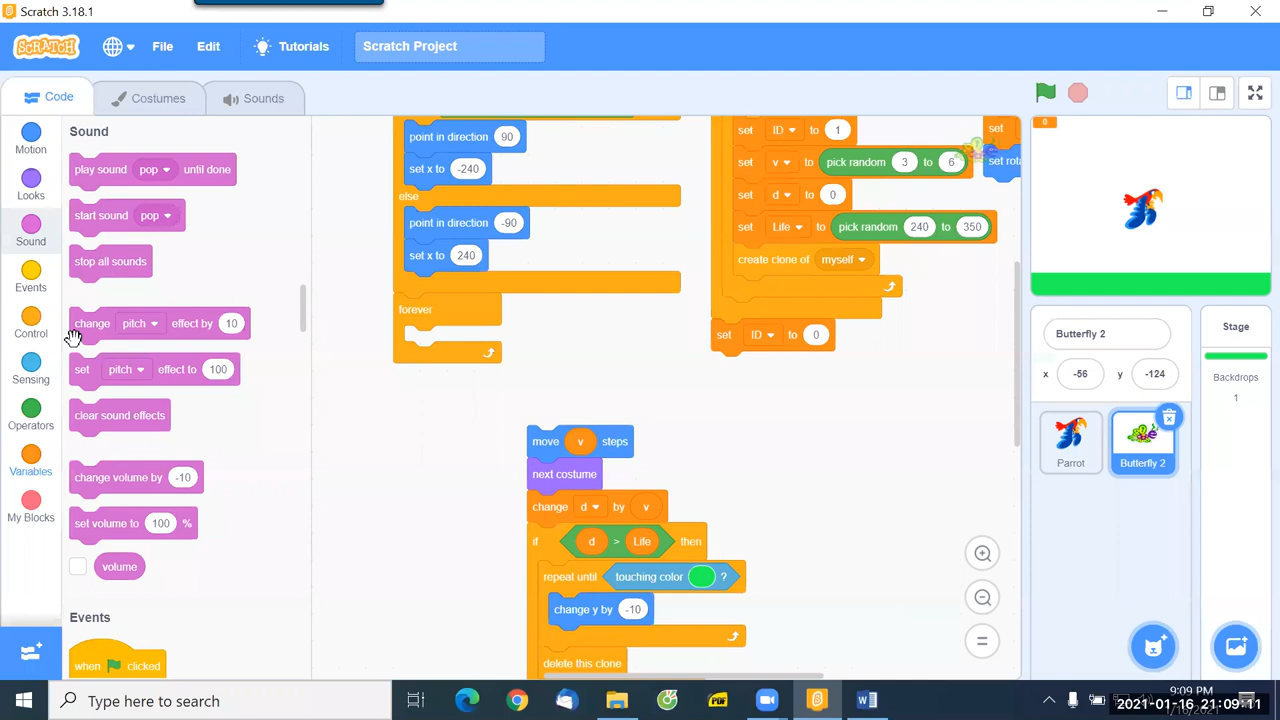 Scratch 3.18.1
SCRATCH
File
Edit
Tutorials
Scratch Project
Code
Costumes
Sounds
Motion
Looks
Sound
Events
Control
Sensing
Operators
Variables
My Blocks
Sound
play sound pop until done
start sound pop
stop all sounds
change pitch effect by 10
set pitch effect to 100
clear sound effects
change volume by -10
set volume to 100 %
volume
Events
when clicked
point in direction 90
set x to -240
else
point in direction -90
set x to 240
forever
set ID to 1
set v to pick random 3 to 6
set d to 0
set Life to pick random 240 to 350
create clone of myself
set ID to 0
set
set rot
move v steps
next costume
change d by v
if d > Life then
repeat until touching color ?
change y by -10
delete this clone
0
Butterfly 2
x -56 y -124
Parrot
Butterfly 2
Stage
Backdrops
1
Type here to search
PDF
9:09 PM
2021-01-16 21:09:11